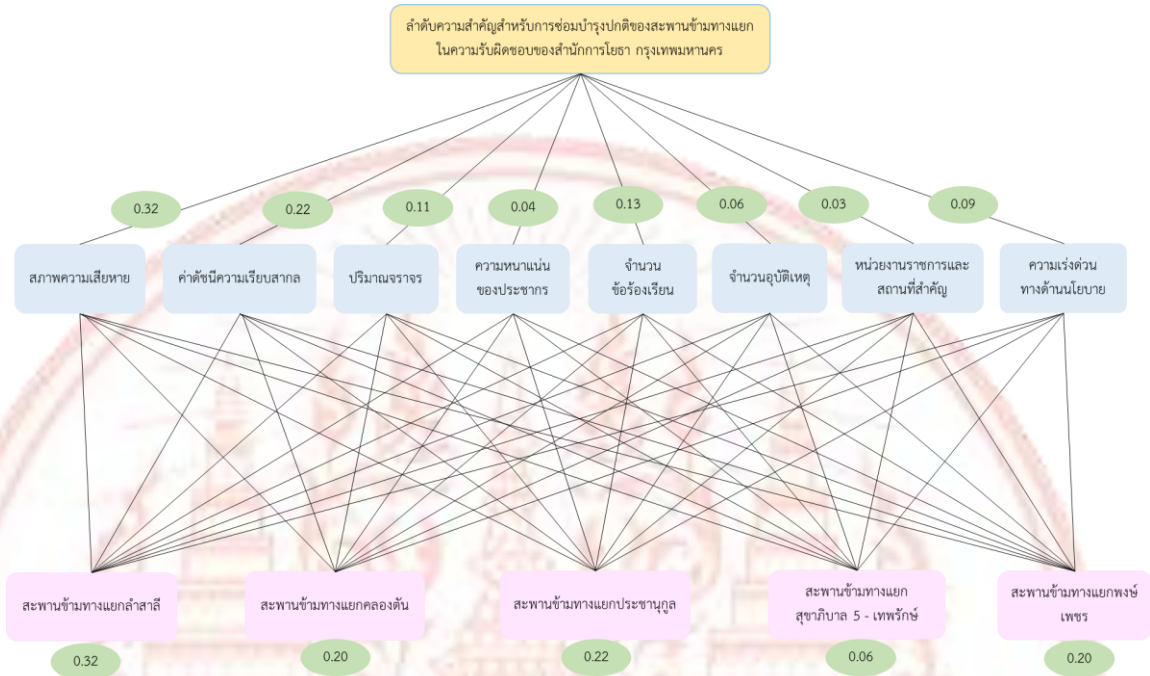 ลำดับความสำคัญสำหรับการซ่อมบำรุงปกติของสะพานข้ามทางแยก
ในความรับผิดชอบของสำนักการโยธา กรุงเทพมหานคร
0.32
0.22
0.11
0.04
0.13
0.06
0.03
0.09
สภาพความเสียหาย
ค่าดัชนีความเรียบสากล
ปริมาณจราจร
ความหนาแน่น
ของประชากร
จำนวน
ข้อร้องเรียน
จำนวนอุบัติเหตุ
หน่วยงานราชการและ
สถานที่สำคัญ
ความเร่งด่วน
ทางด้านนโยบาย
สะพานข้ามทางแยกลำสาลี
สะพานข้ามทางแยกคลองตัน
สะพานข้ามทางแยกประชานุกูล
สะพานข้ามทางแยก
สุขาภิบาล 5 - เทพรักษ์
สะพานข้ามทางแยกพงษ์
เพชร
0.32
0.20
0.22
0.06
0.20